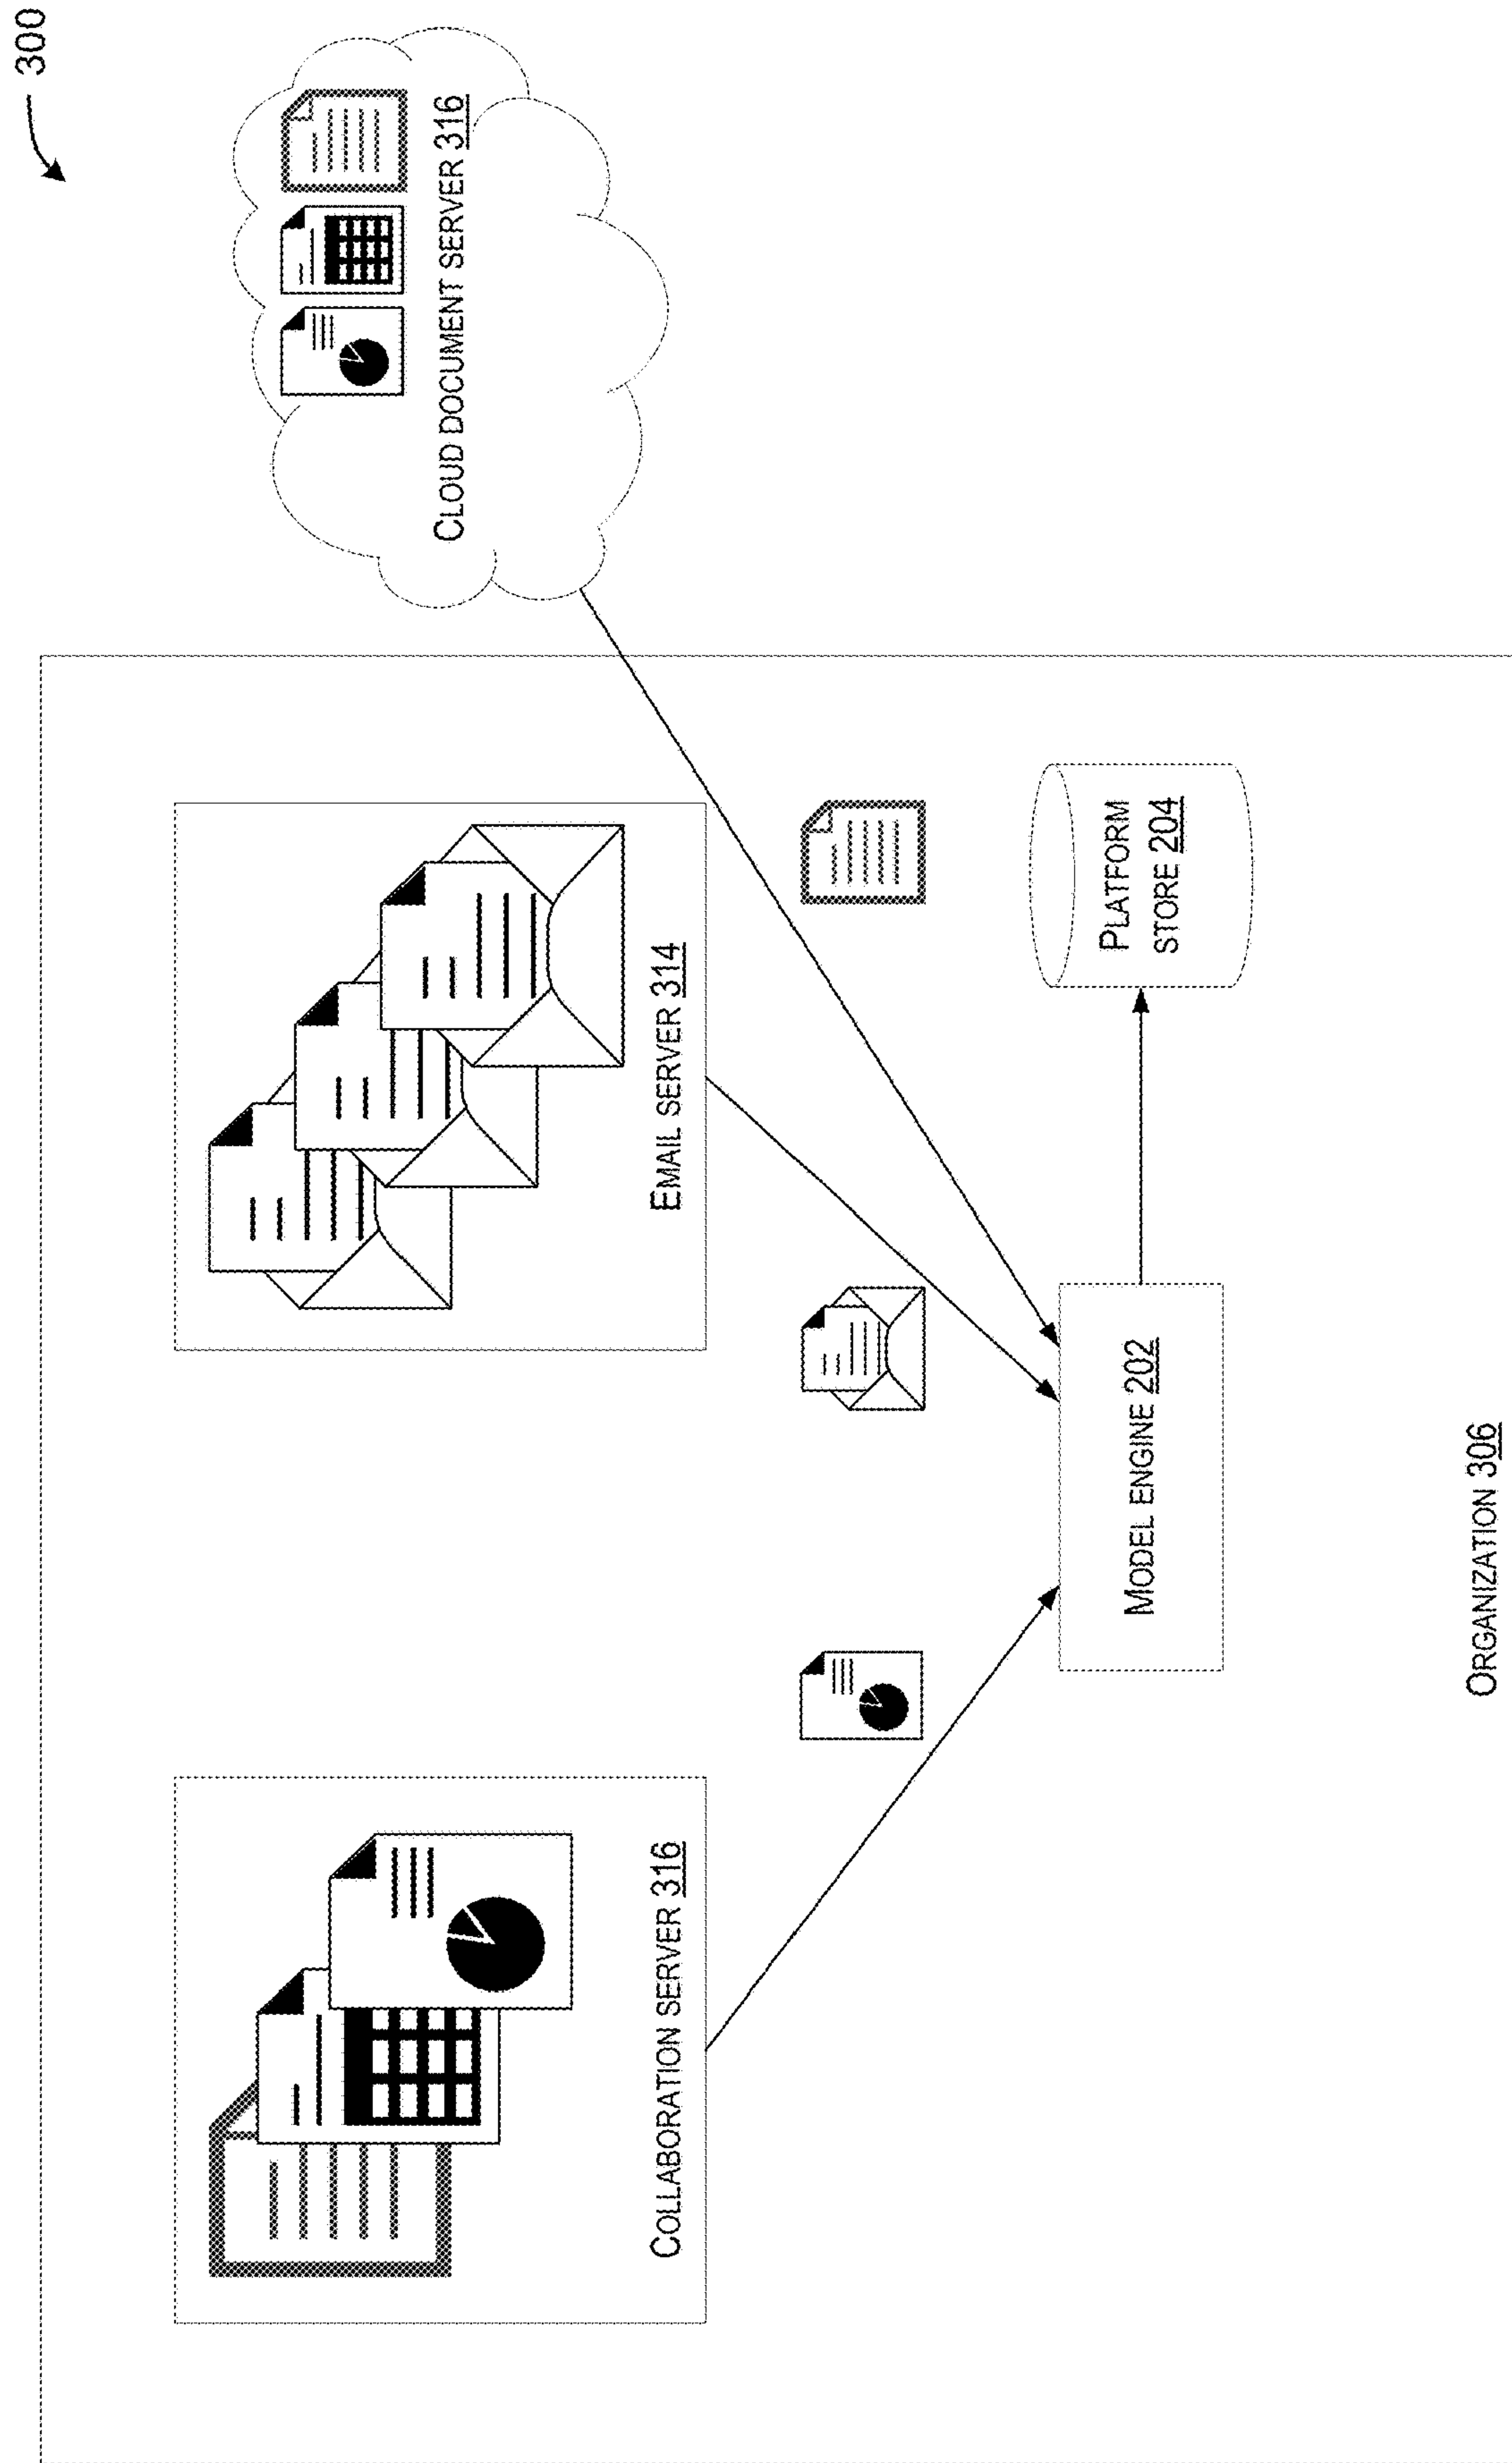 300
CLOUD DOCUMENT SERVER 316
COLLABORATION SERVER 316
EMAIL SERVER 314
MODEL ENGINE 202
PLATFORM
STORE 204
ORGANIZATION 306